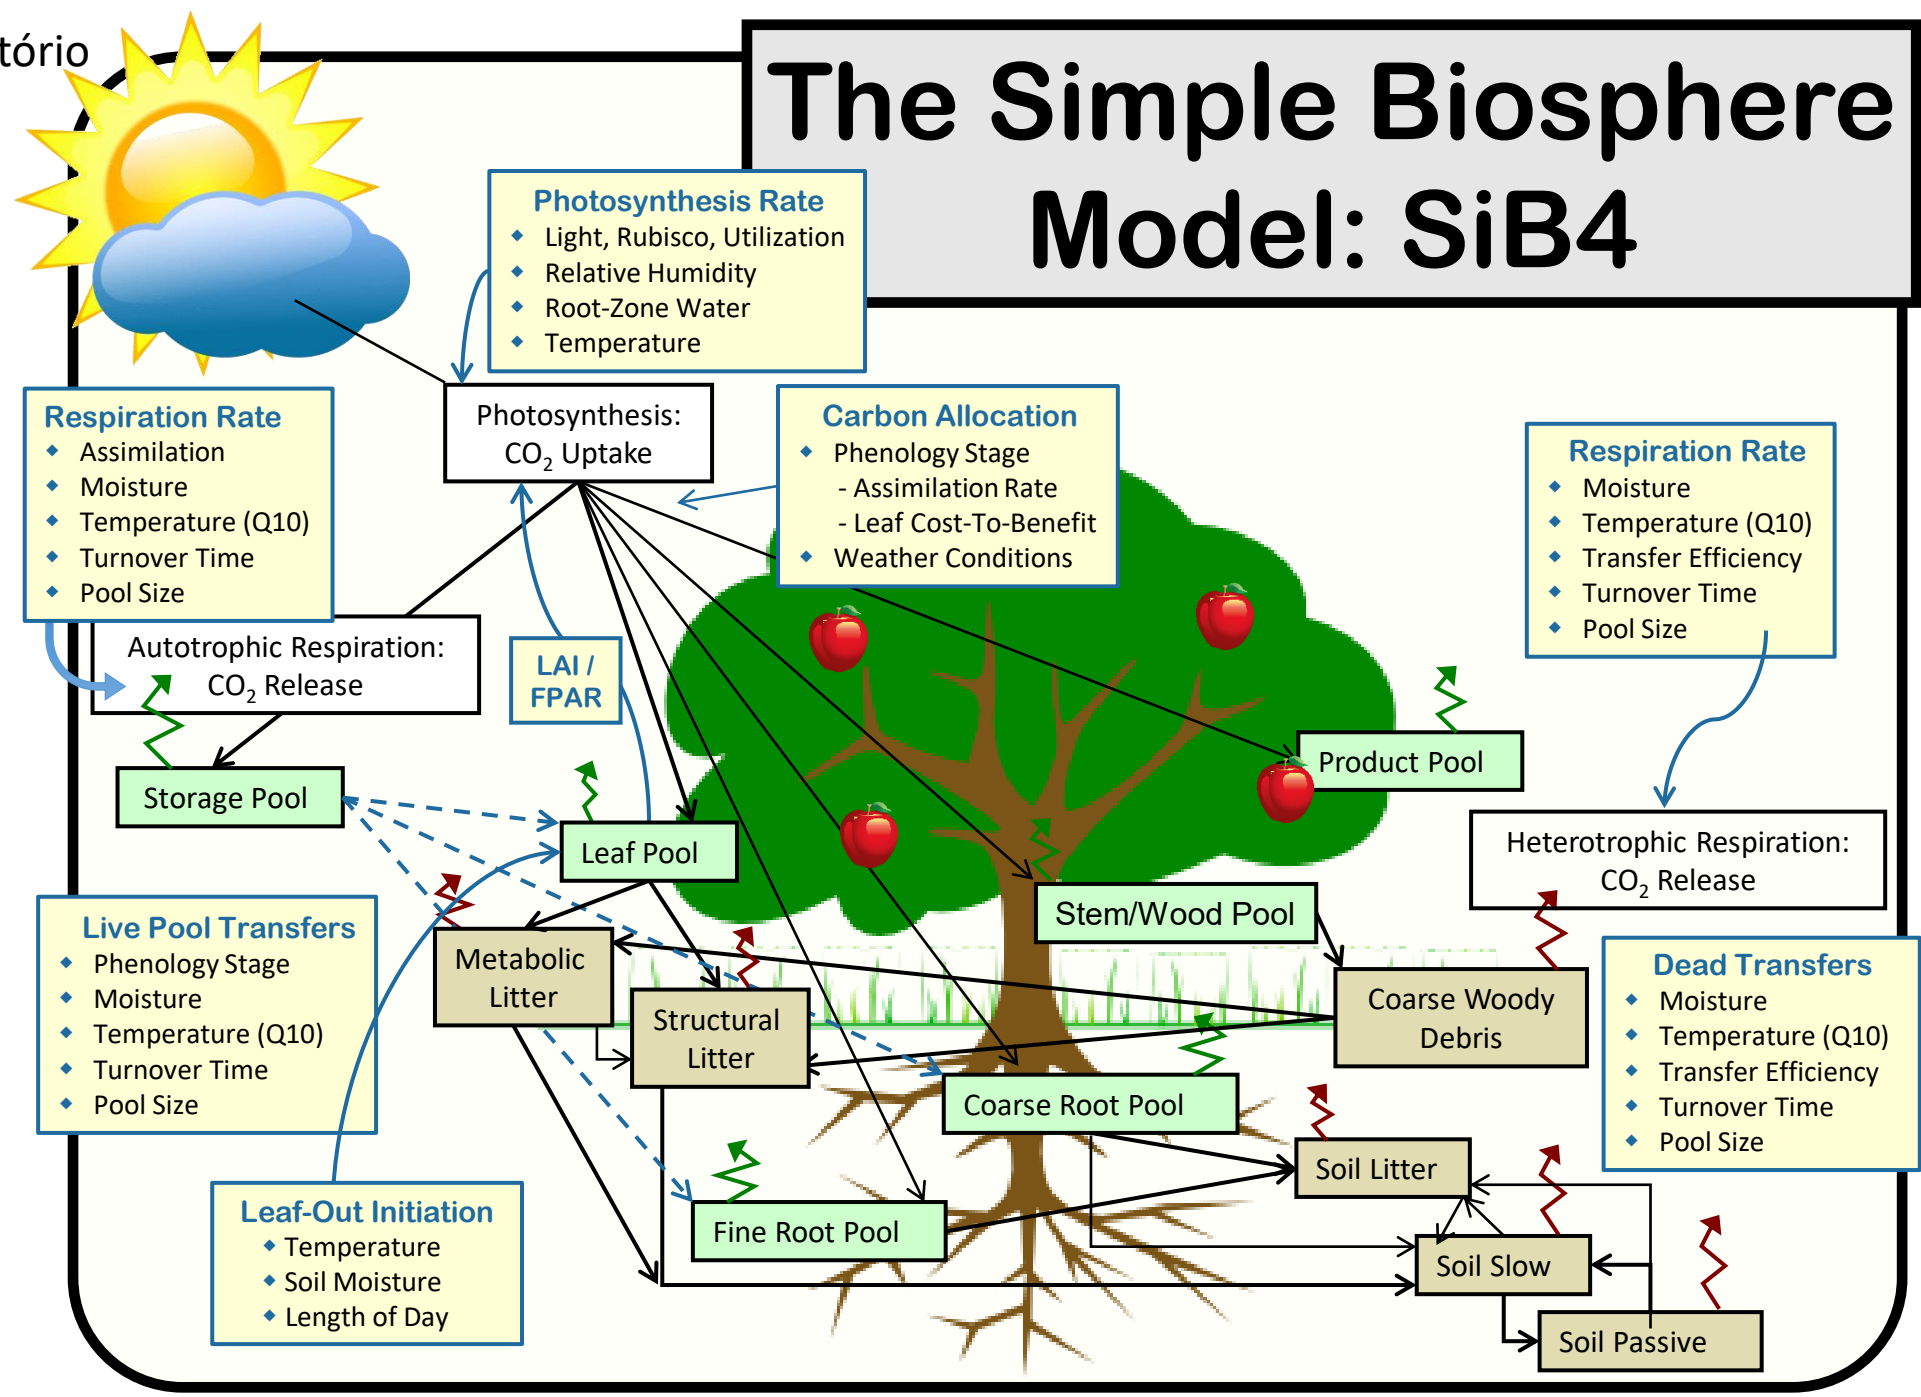 tório
The Simple Biosphere
Model: SiB4
Photosynthesis Rate
Light, Rubisco, Utilization
Relative Humidity
Root-Zone Water
Temperature
Respiration Rate
Assimilation
Moisture
Temperature (Q10)
Turnover Time
Pool Size
Photosynthesis:
CO₂ Uptake
Carbon Allocation
Phenology Stage
- Assimilation Rate
- Leaf Cost-To-Benefit
Weather Conditions
Respiration Rate
Moisture
Temperature (Q10)
Transfer Efficiency
Turnover Time
Pool Size
Autotrophic Respiration:
CO₂ Release
LAI /
FPAR
Product Pool
Storage Pool
Leaf Pool
Heterotrophic Respiration:
CO₂ Release
Stem/Wood Pool
Live Pool Transfers
Phenology Stage
Moisture
Temperature (Q10)
Turnover Time
Pool Size
Metabolic
Litter
Structural
Litter
Coarse Woody
Debris
Dead Transfers
Moisture
Temperature (Q10)
Transfer Efficiency
Turnover Time
Pool Size
Coarse Root Pool
Soil Litter
Leaf-Out Initiation
Temperature
Soil Moisture
Length of Day
Fine Root Pool
Soil Slow
Soil Passive